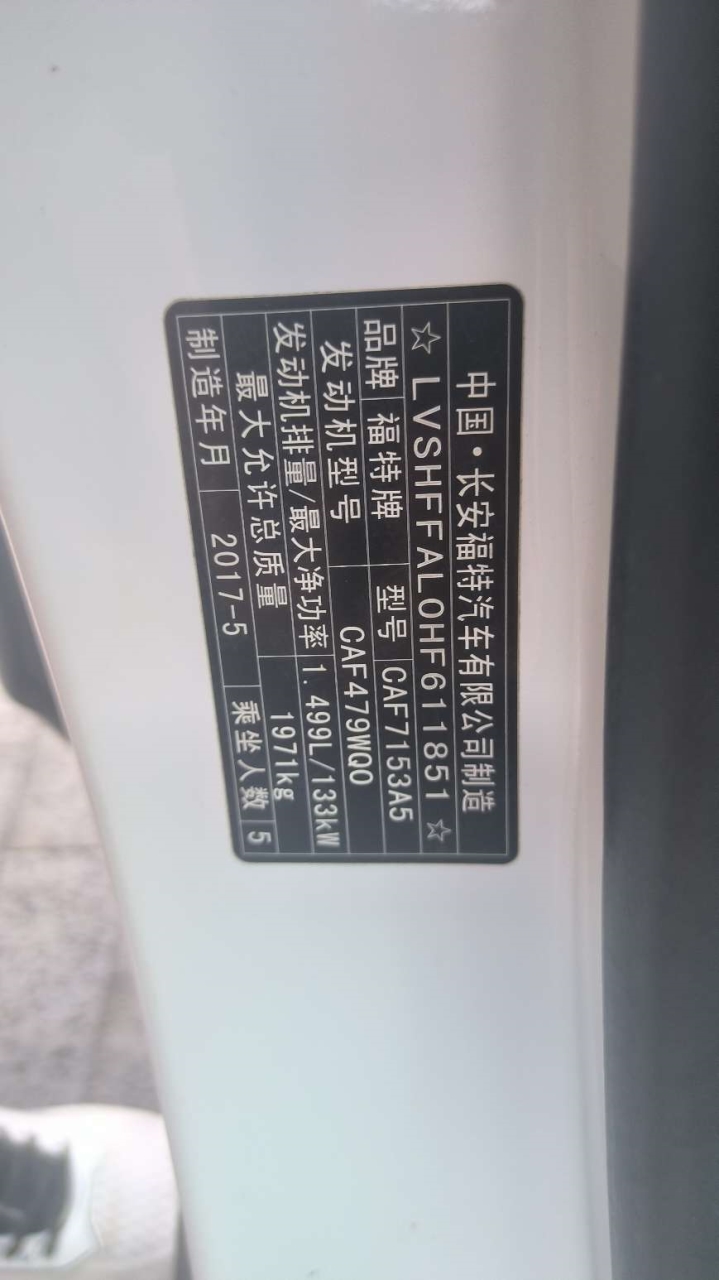 中国·长安福特汽车有限公司制造
☆LVSHFFAL0HF611851☆
品牌 福特牌 型号 CAF7153A5
发动机型号 CAF479WQ0
发动机排量/最大净功率 1.499L/133kW
最大允许总质量 1971kg
制造年月 2017-5 乘坐人数 5